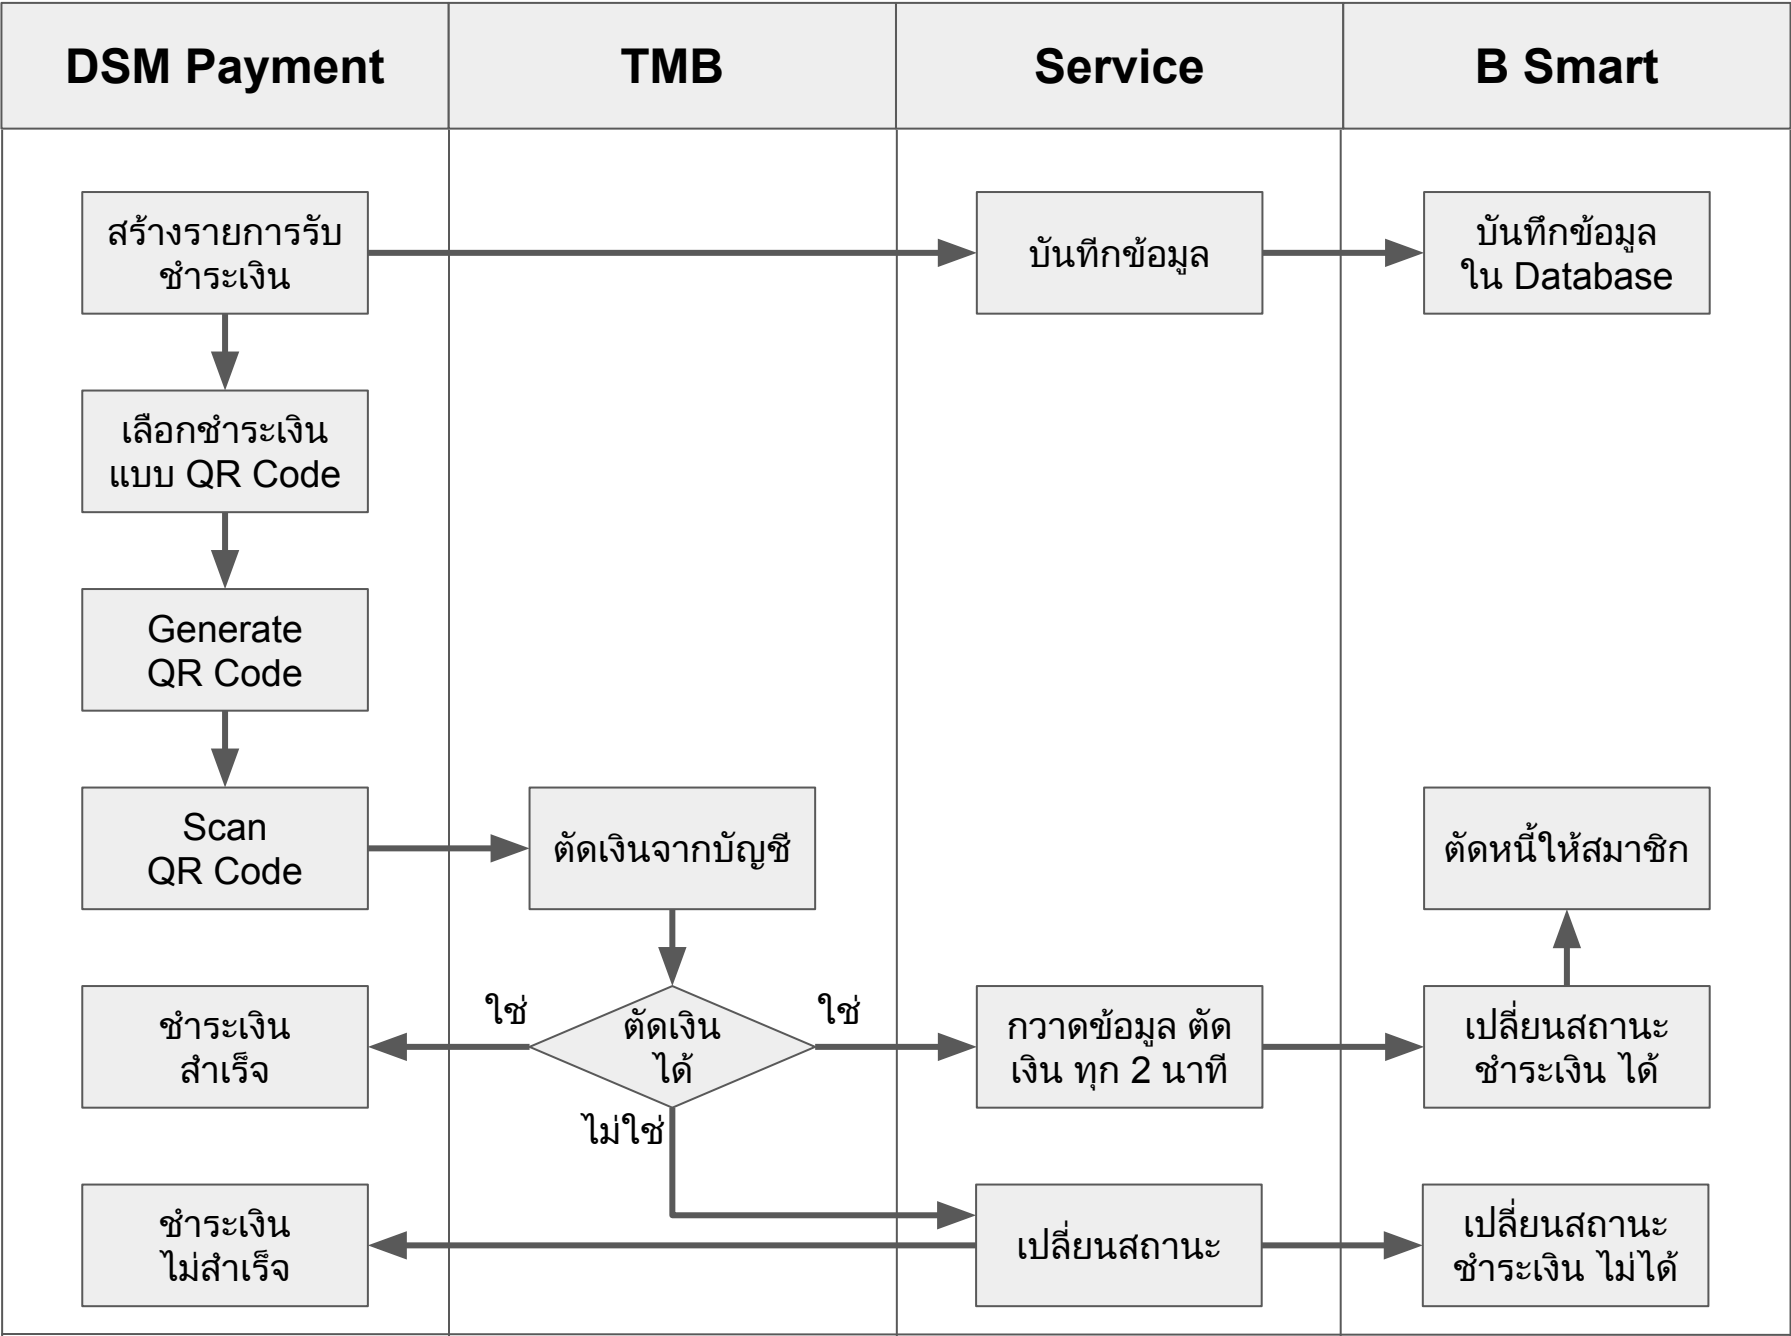 DSM Payment
TMB
Service
B Smart
สร้างรายการรับ
ชำระเงิน
บันทึกข้อมูล
บันทึกข้อมูล
ใน Database
เลือกชำระเงิน
แบบ QR Code
Generate
QR Code
Scan
QR Code
ตัดเงินจากบัญชี
ตัดหนี้ให้สมาชิก
ชำระเงิน
สำเร็จ
ใช่
ตัดเงิน
ได้
ใช่
กวาดข้อมูล ตัด
เงิน ทุก 2 นาที
เปลี่ยนสถานะ
ชำระเงิน ได้
ไม่ใช่
ชำระเงิน
ไม่สำเร็จ
เปลี่ยนสถานะ
เปลี่ยนสถานะ
ชำระเงิน ไม่ได้